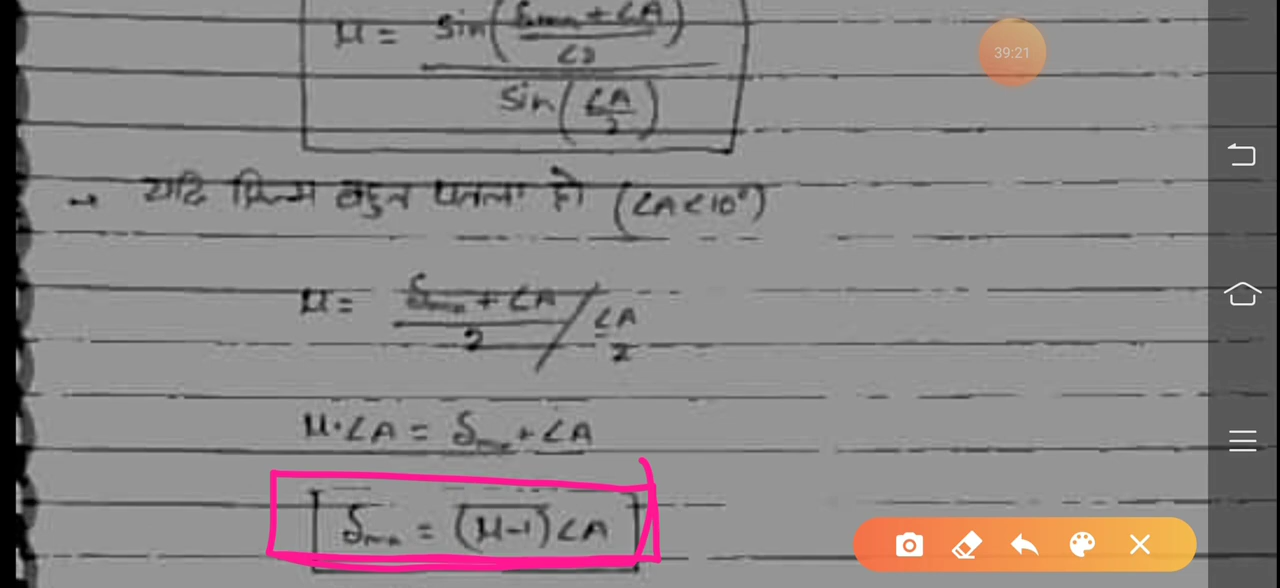 μ = sin(δmin + ∠A / 2) / sin(∠A / 2)
39:21
→ यदि प्रिज्म बहुत पतला हो (∠A < 10°)
μ = δmin + ∠A / 2 / ∠A / 2
μ·∠A = δmin + ∠A
δmin = (μ-1)∠A